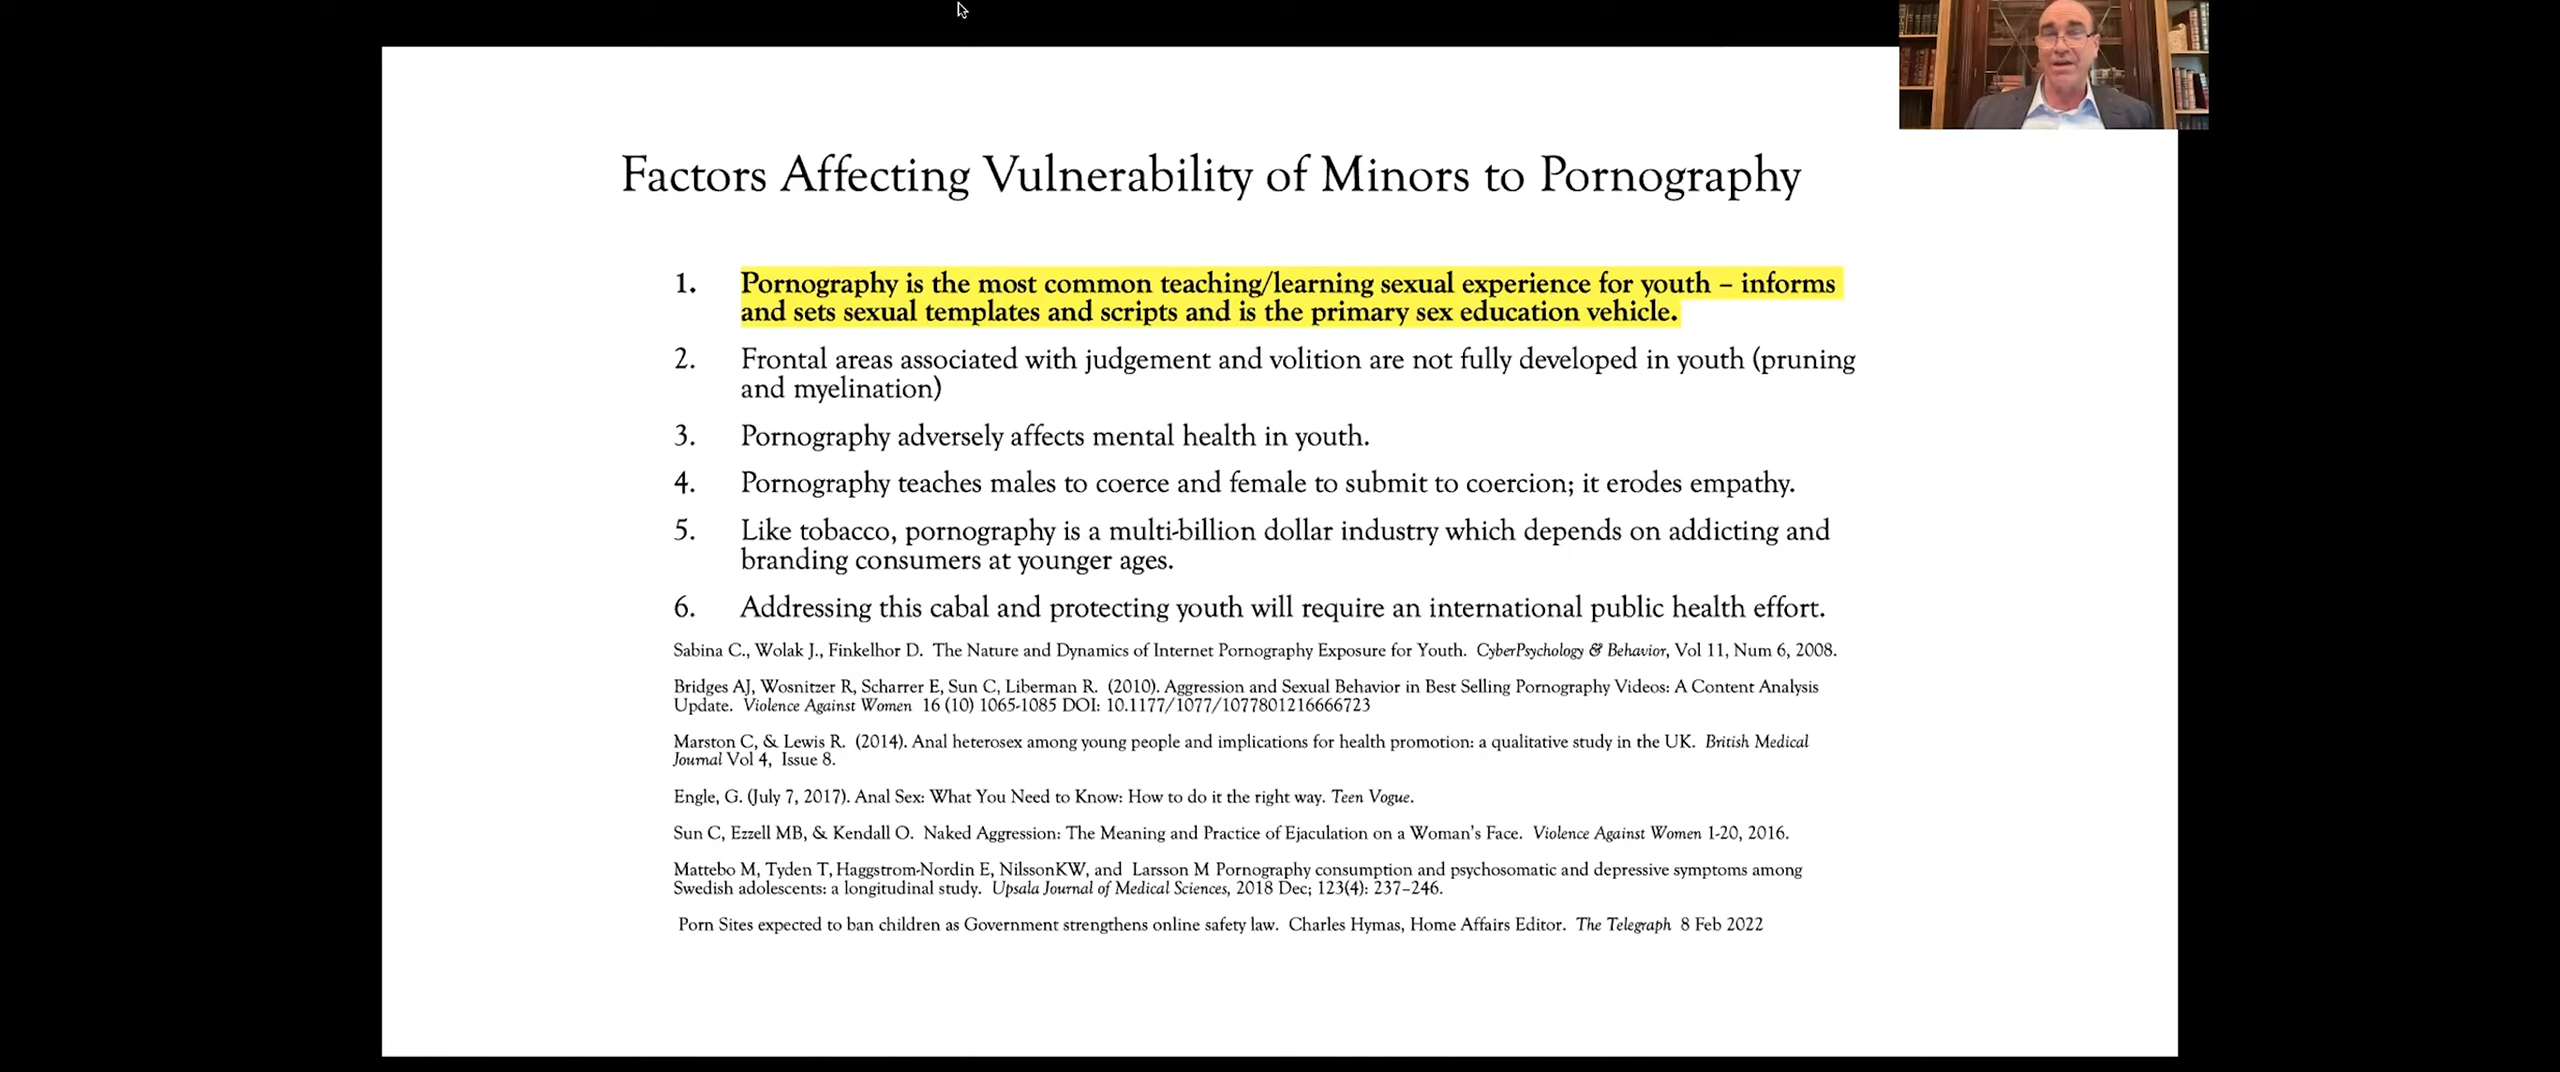 Factors Affecting Vulnerability of Minors to Pornography
1. Pornography is the most common teaching/learning sexual experience for youth – informs
and sets sexual templates and scripts and is the primary sex education vehicle.
2. Frontal areas associated with judgement and volition are not fully developed in youth (pruning
and myelination)
3. Pornography adversely affects mental health in youth.
4. Pornography teaches males to coerce and female to submit to coercion; it erodes empathy.
5. Like tobacco, pornography is a multi-billion dollar industry which depends on addicting and
branding consumers at younger ages.
6. Addressing this cabal and protecting youth will require an international public health effort.
Sabina C., Wolak J., Finkelhor D. The Nature and Dynamics of Internet Pornography Exposure for Youth. CyberPsychology & Behavior, Vol 11, Num 6, 2008.
Bridges AJ, Wosnitzer R, Scharrer E, Sun C, Liberman R. (2010). Aggression and Sexual Behavior in Best Selling Pornography Videos: A Content Analysis
Update. Violence Against Women 16 (10) 1065-1085 DOI: 10.1177/1077/1077801216666723
Marston C, & Lewis R. (2014). Anal heterosex among young people and implications for health promotion: a qualitative study in the UK. British Medical
Journal Vol 4, Issue 8.
Engle, G. (July 7, 2017). Anal Sex: What You Need to Know: How to do it the right way. Teen Vogue.
Sun C, Ezzell MB, & Kendall O. Naked Aggression: The Meaning and Practice of Ejaculation on a Woman's Face. Violence Against Women 1-20, 2016.
Mattebo M, Tyden T, Haggstrom-Nordin E, NilssonKW, and Larsson M Pornography consumption and psychosomatic and depressive symptoms among
Swedish adolescents: a longitudinal study. Upsala Journal of Medical Sciences, 2018 Dec; 123(4): 237–246.
Porn Sites expected to ban children as Government strengthens online safety law. Charles Hymas, Home Affairs Editor. The Telegraph 8 Feb 2022